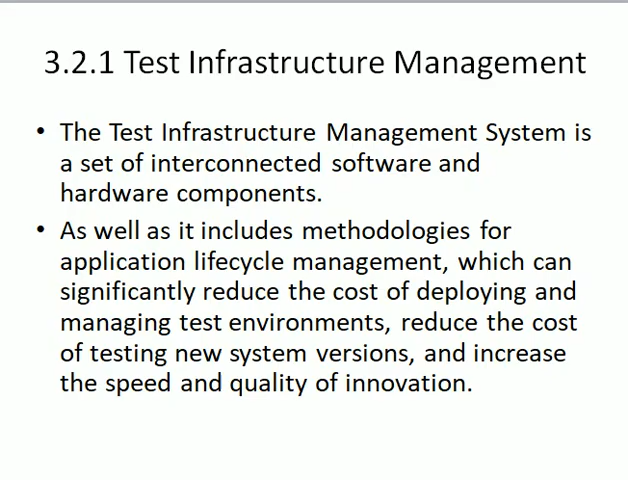 3.2.1 Test Infrastructure Management
• The Test Infrastructure Management System is
a set of interconnected software and
hardware components.
• As well as it includes methodologies for
application lifecycle management, which can
significantly reduce the cost of deploying and
managing test environments, reduce the cost
of testing new system versions, and increase
the speed and quality of innovation.